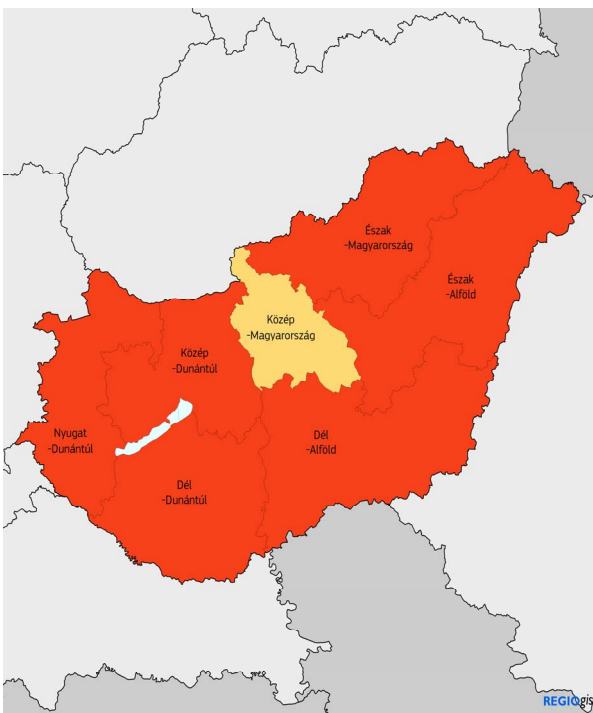 Észak
-Magyarország
Észak
-Alföld
Közép
-Magyarország
Közép
-Dunántúl
Nyugat
-Dunántúl
Dél
-Alföld
Dél
-Dunántúl
REGIOgis